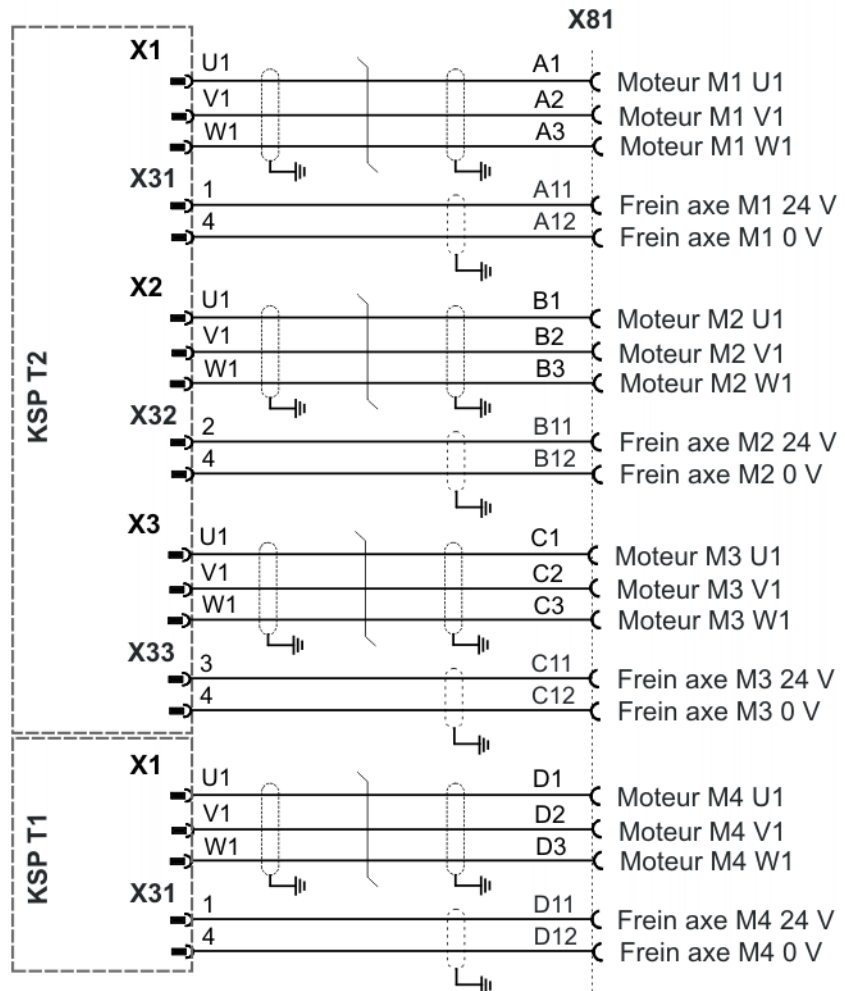 X81
X1
U1 A1 Moteur M1 U1
V1 A2 Moteur M1 V1
W1 A3 Moteur M1 W1
X31
1 A11 Frein axe M1 24 V
4 A12 Frein axe M1 0 V
X2
U1 B1 Moteur M2 U1
V1 B2 Moteur M2 V1
W1 B3 Moteur M2 W1
KSP T2
X32
2 B11 Frein axe M2 24 V
4 B12 Frein axe M2 0 V
X3
U1 C1 Moteur M3 U1
V1 C2 Moteur M3 V1
W1 C3 Moteur M3 W1
X33
3 C11 Frein axe M3 24 V
4 C12 Frein axe M3 0 V
X1
U1 D1 Moteur M4 U1
V1 D2 Moteur M4 V1
W1 D3 Moteur M4 W1
KSP T1
X31
1 D11 Frein axe M4 24 V
4 D12 Frein axe M4 0 V